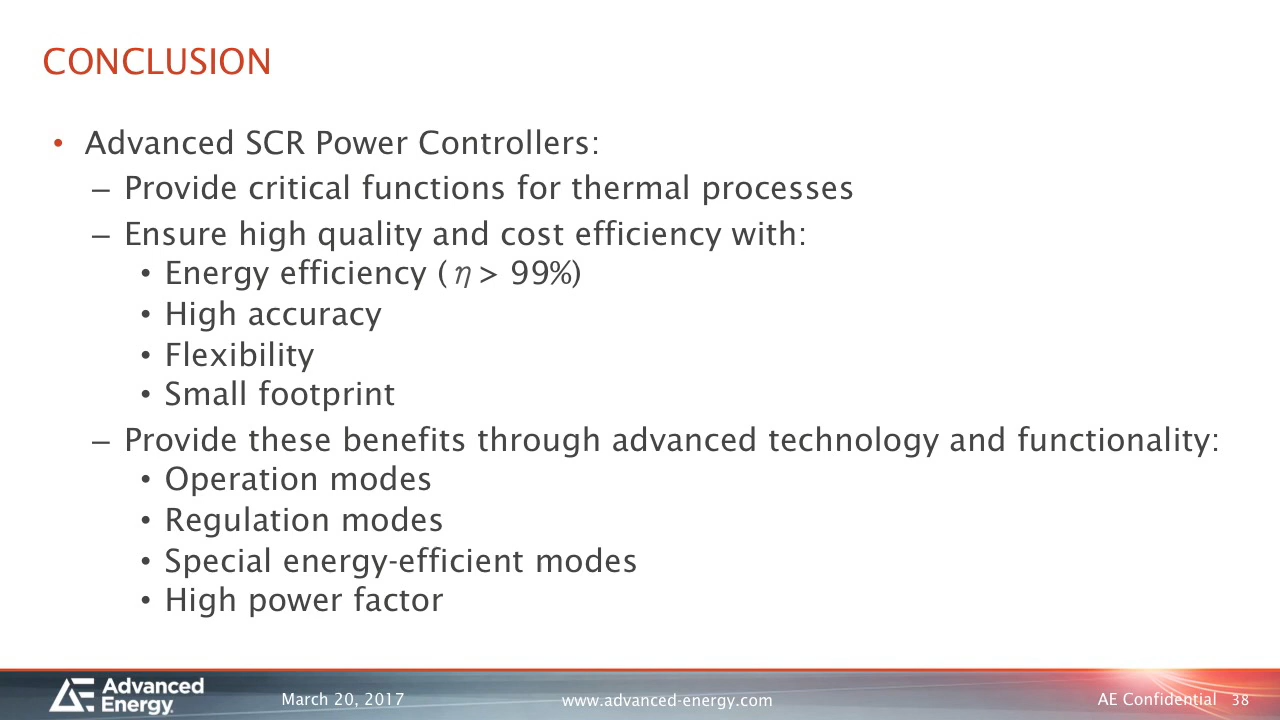 CONCLUSION
• Advanced SCR Power Controllers:
– Provide critical functions for thermal processes
– Ensure high quality and cost efficiency with:
• Energy efficiency (η > 99%)
• High accuracy
• Flexibility
• Small footprint
– Provide these benefits through advanced technology and functionality:
• Operation modes
• Regulation modes
• Special energy-efficient modes
• High power factor
Advanced
Energy
March 20, 2017
www.advanced-energy.com
AE Confidential 38